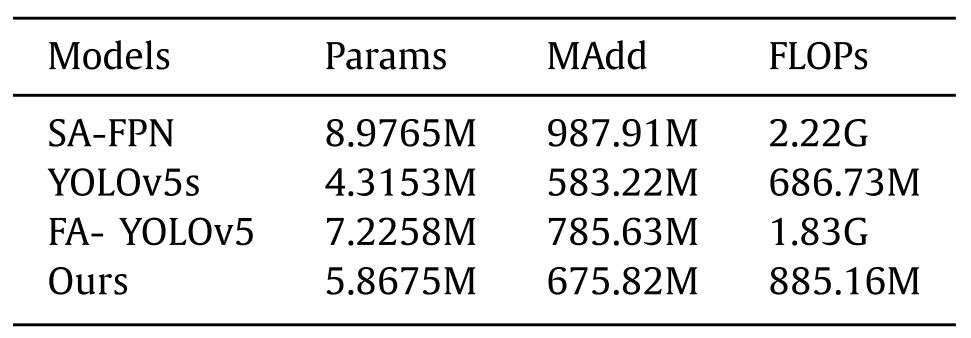 Models Params MAdd FLOPs
SA-FPN 8.9765M 987.91M 2.22G
YOLOv5s 4.3153M 583.22M 686.73M
FA- YOLOv5 7.2258M 785.63M 1.83G
Ours 5.8675M 675.82M 885.16M